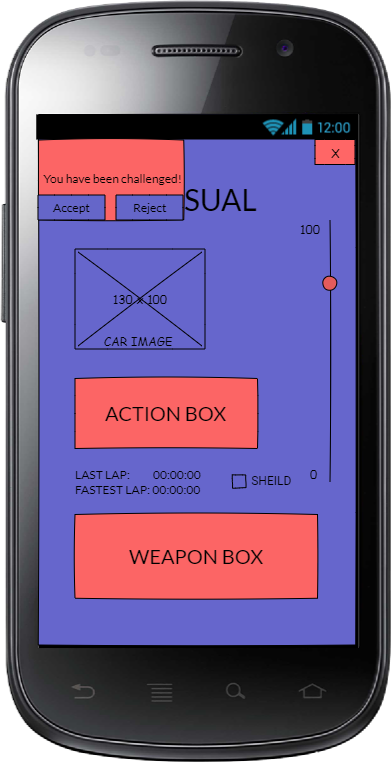 12:00
X
You have been challenged!
Accept Reject
SUAL
100
130 x 100
CAR IMAGE
ACTION BOX
LAST LAP: 00:00:00
FASTEST LAP: 00:00:00
SHEILD
0
WEAPON BOX